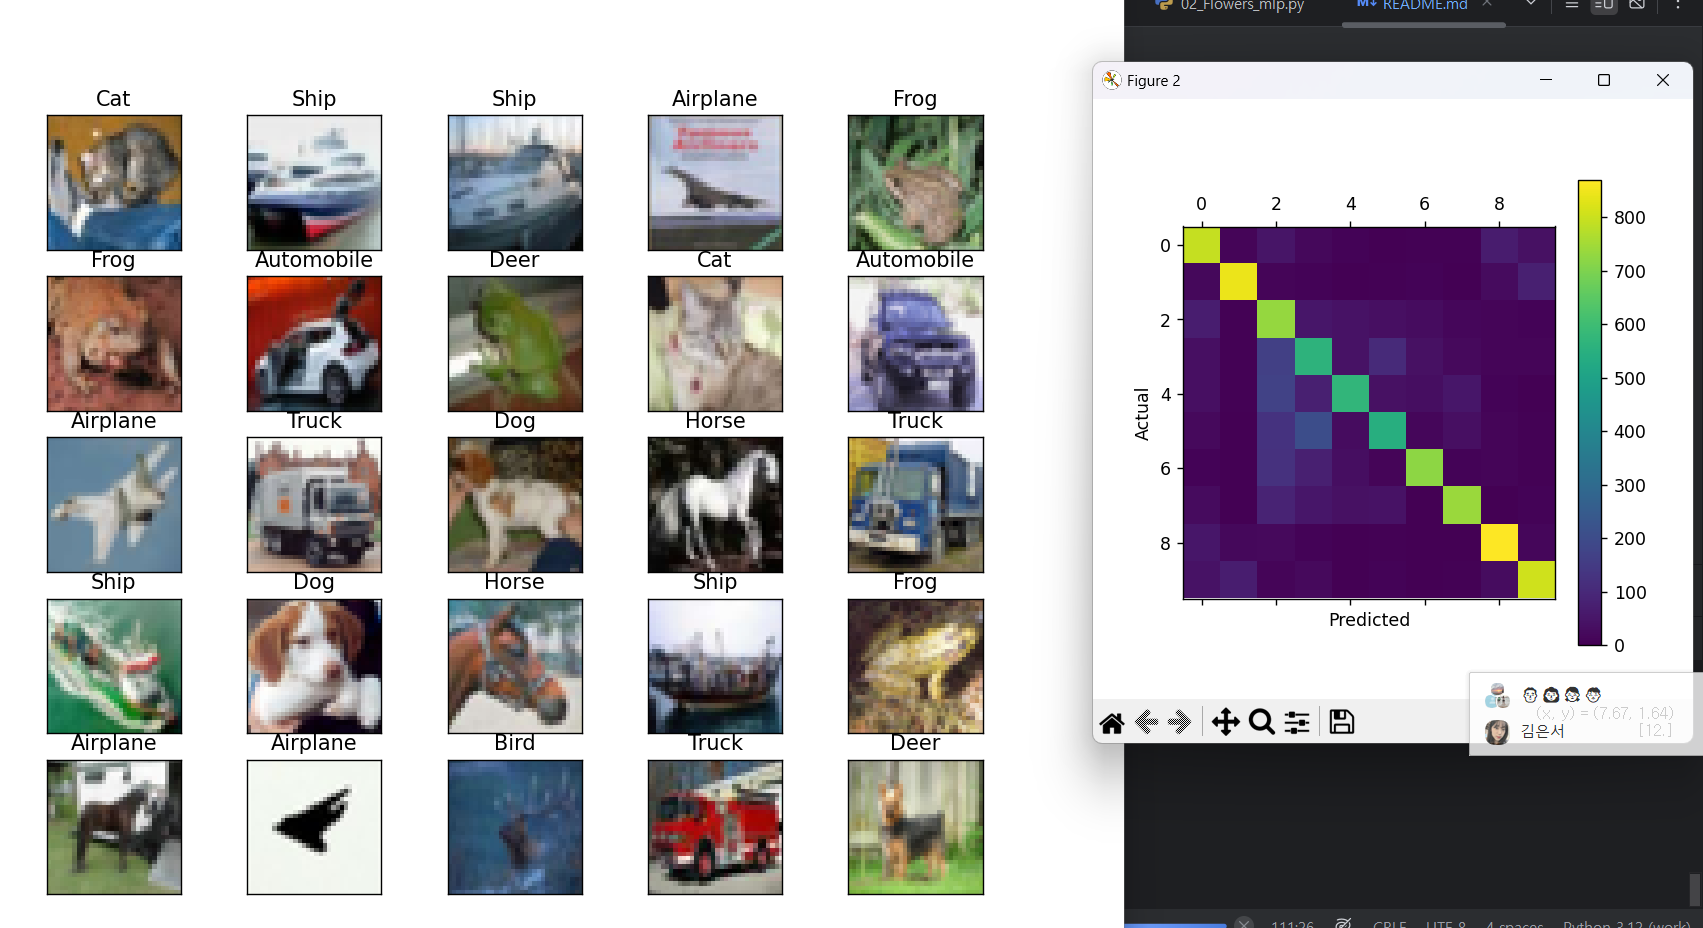 02_Flowers_mlp.py
README.md
Cat
Ship
Ship
Airplane
Frog
Frog
Automobile
Deer
Cat
Automobile
Airplane
Truck
Dog
Horse
Truck
Ship
Dog
Horse
Ship
Frog
Airplane
Airplane
Bird
Truck
Deer
Figure 2
0 2 4 6 8
0
2
4
6
8
Actual
Predicted
800
700
600
500
400
300
200
100
0
(x, y) = (7.67, 1.64)
김은서
[12.]
111:26 CRLF UTF-8 4 spaces Python 3.12 (work)